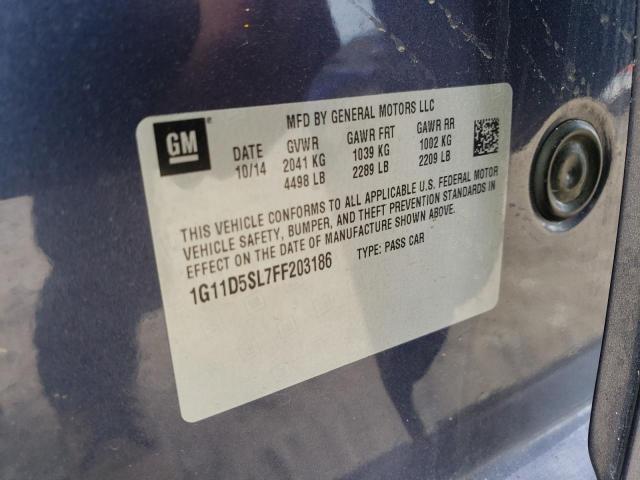 MFD BY GENERAL MOTORS LLC
GM
DATE GVWR GAWR FRT GAWR RR
10/14 2041 KG 1039 KG 1002 KG
4498 LB 2289 LB 2209 LB
THIS VEHICLE CONFORMS TO ALL APPLICABLE U.S. FEDERAL MOTOR
VEHICLE SAFETY, BUMPER, AND THEFT PREVENTION STANDARDS IN
EFFECT ON THE DATE OF MANUFACTURE SHOWN ABOVE.
1G11D5SL7FF203186 TYPE: PASS CAR